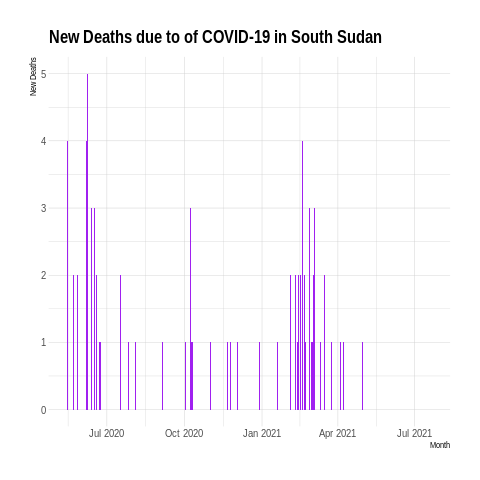 New Deaths due to of COVID-19 in South Sudan
New Deaths
5
4
3
2
1
0
Jul 2020 Oct 2020 Jan 2021 Apr 2021 Jul 2021
Month